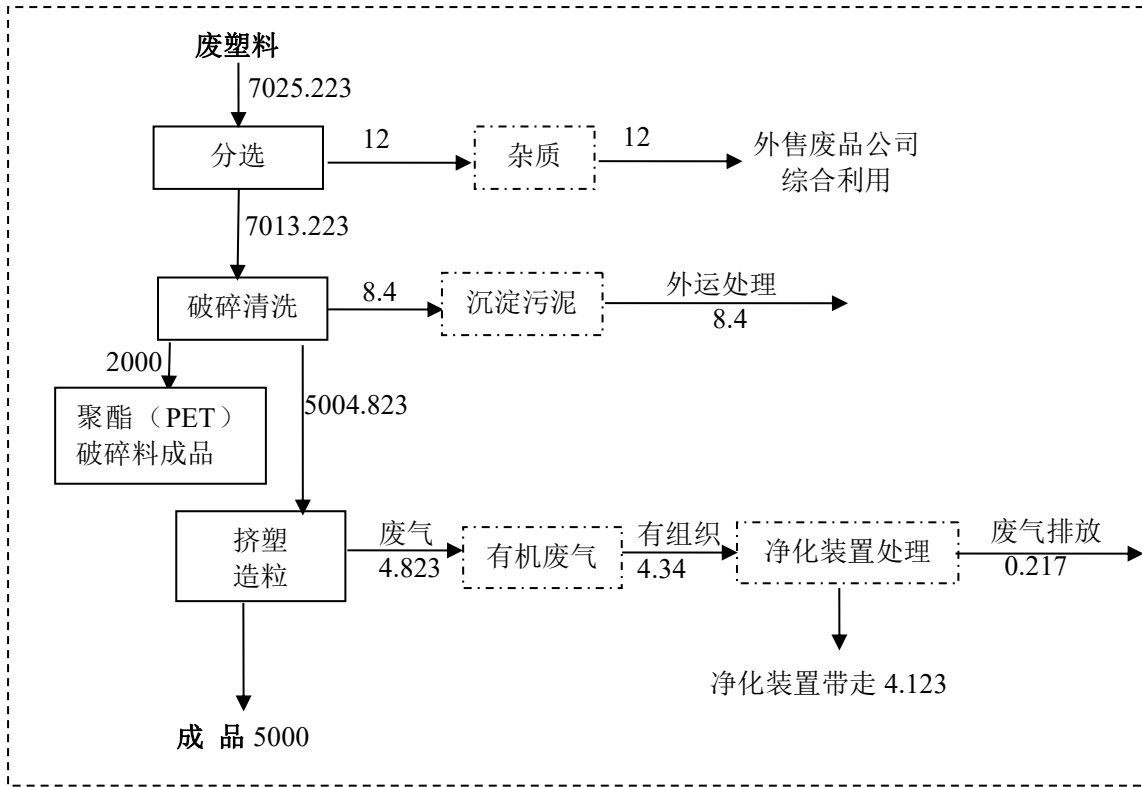 废塑料
7025.223
分选
12
杂质
12
外售废品公司
综合利用
7013.223
破碎清洗
8.4
沉淀污泥
外运处理
8.4
2000
5004.823
聚酯（PET）
破碎料成品
挤塑
造粒
废气
4.823
有机废气
有组织
4.34
净化装置处理
废气排放
0.217
净化装置带走 4.123
成 品 5000